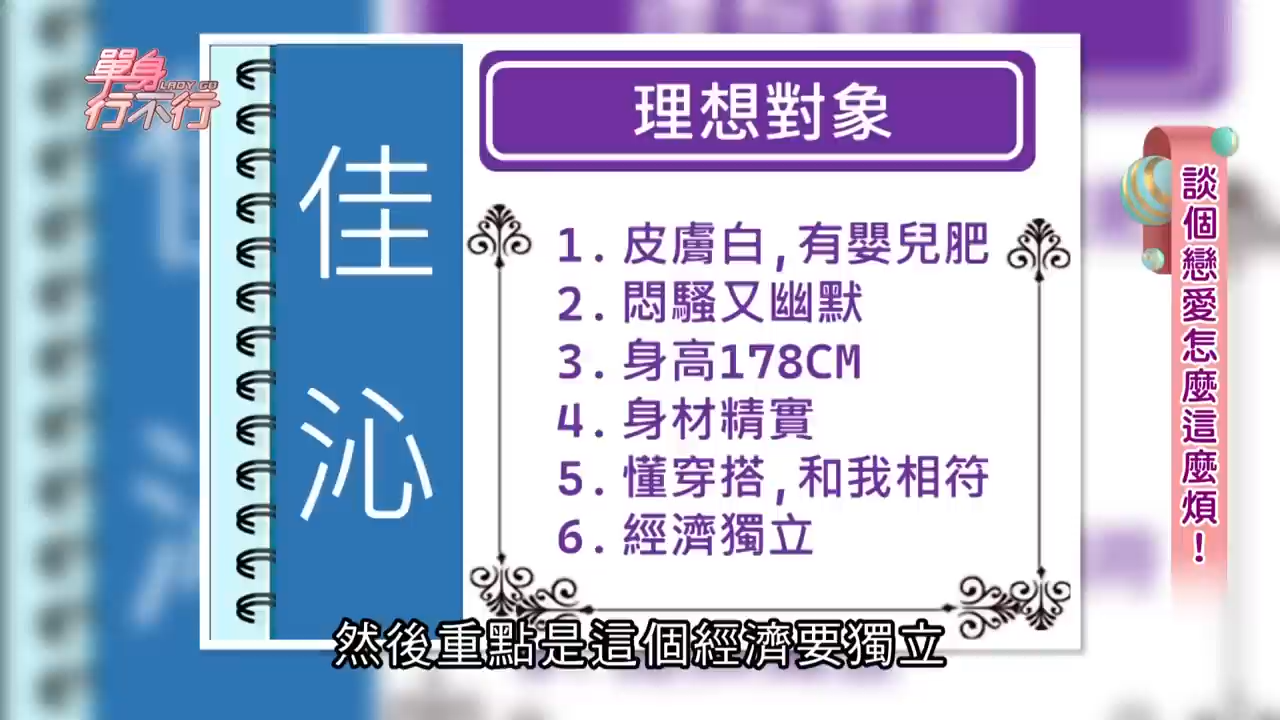 單身
LADY GO
行不行
佳沁
理想對象
1.皮膚白,有嬰兒肥
2.悶騷又幽默
3.身高178CM
4.身材精實
5.懂穿搭,和我相符
6.經濟獨立
談個戀愛怎麼這麼煩！
然後重點是這個經濟要獨立